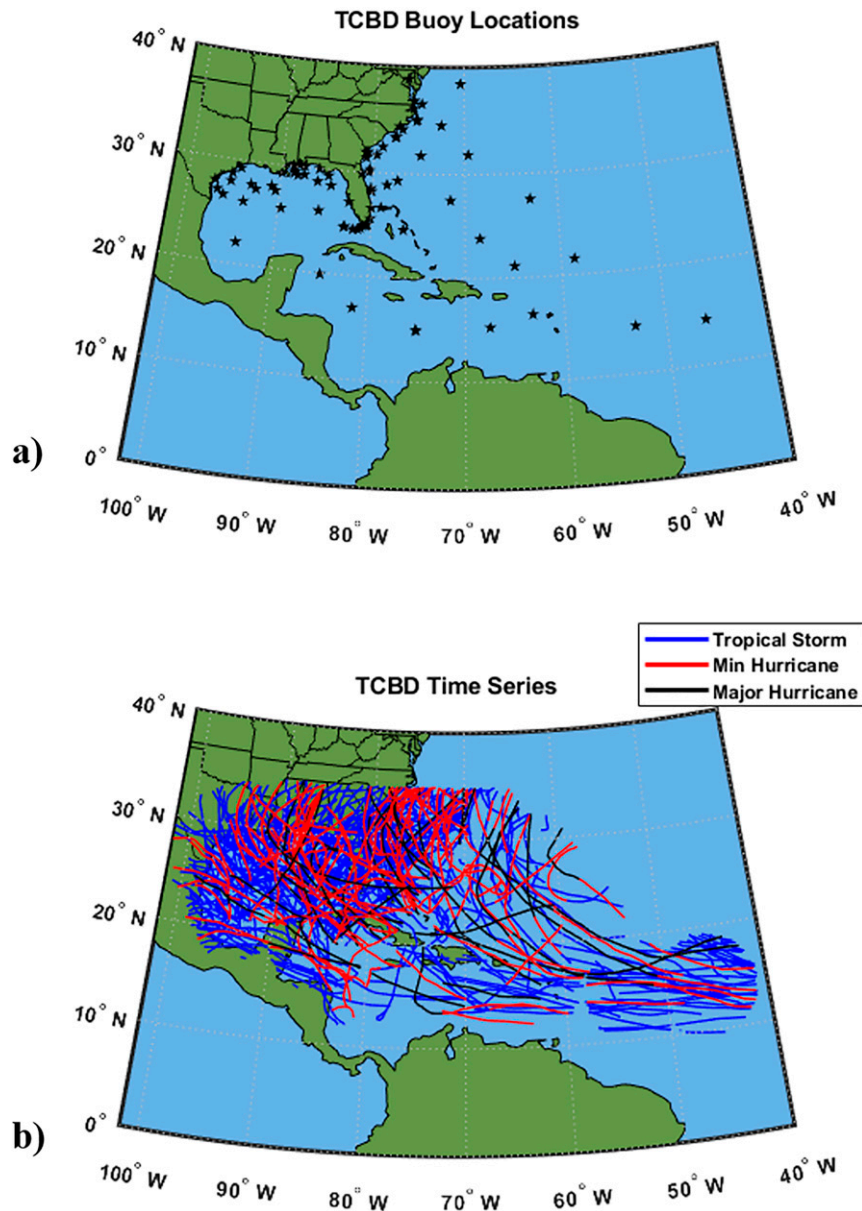 TCBD Buoy Locations
40° N
30° N
20° N
10° N
a)
0°
100° W
90° W
80° W
70° W
60° W
50° W
40° W
Tropical Storm
Min Hurricane
Major Hurricane
TCBD Time Series
40° N
30° N
20° N
10° N
b)
0°
100° W
90° W
80° W
70° W
60° W
50° W
40° W